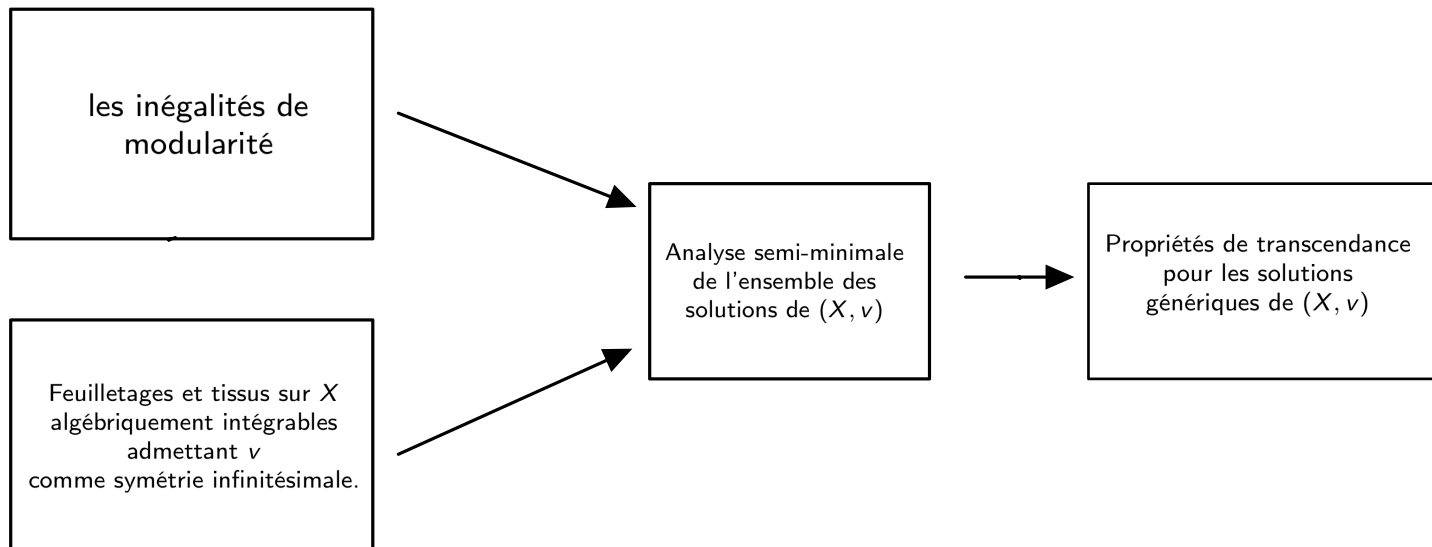 les inégalités de
modularité
Feuilletages et tissus sur X
algébriquement intégrables
admettant v
comme symétrie infinitésimale.
Analyse semi-minimale
de l'ensemble des
solutions de (X, v)
Propriétés de transcendance
pour les solutions
génériques de (X, v)